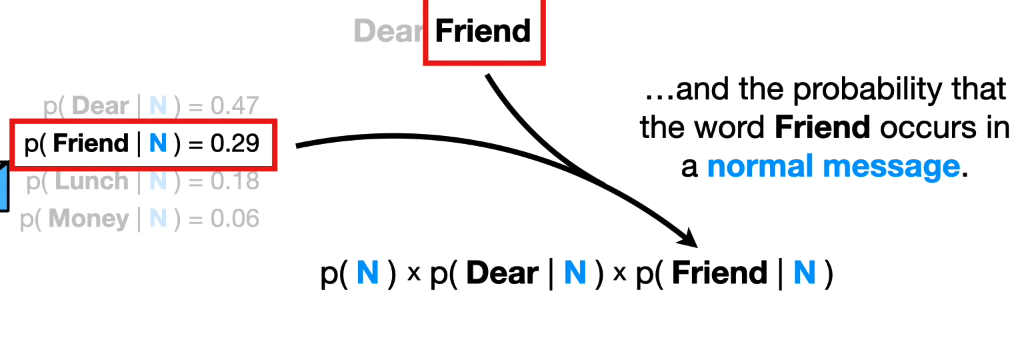 Dear Friend
p( Dear | N ) = 0.47
p( Friend | N ) = 0.29
p( Lunch | N ) = 0.18
p( Money | N ) = 0.06
…and the probability that
the word Friend occurs in
a normal message.
p( N ) x p( Dear | N ) x p( Friend | N )